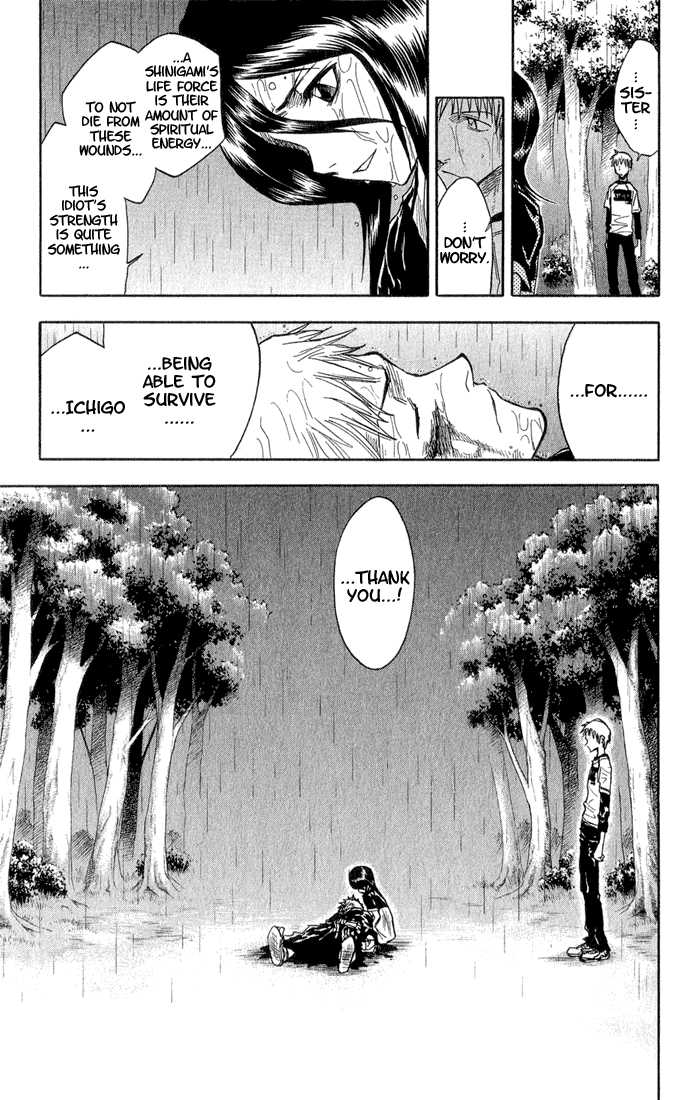 ...
SIS-
TER
...
...
DON'T
WORRY.
...A
SHINIGAMI'S
LIFE FORCE
IS THEIR
AMOUNT OF
SPIRITUAL
ENERGY...
TO NOT
DIE FROM
THESE
WOUNDS...
THIS
IDIOT'S
STRENGTH
IS QUITE
SOMETHING
...
...FOR......
...BEING
ABLE TO
SURVIVE
......
...ICHIGO
...
...THANK
YOU...!